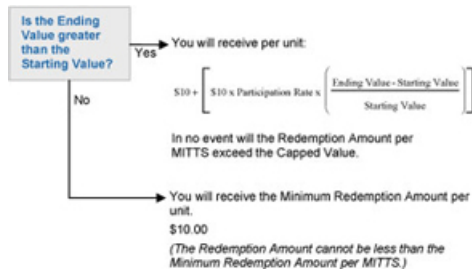 Is the Ending
Value greater
than the
Starting Value?
Yes
You will receive per unit:
$10 + [ $10 x Participation Rate x ( Ending Value - Starting Value
Starting Value ) ]
In no event will the Redemption Amount per
MITTS exceed the Capped Value.
No
You will receive the Minimum Redemption Amount per
unit.
$10.00
(The Redemption Amount cannot be less than the
Minimum Redemption Amount per MITTS.)